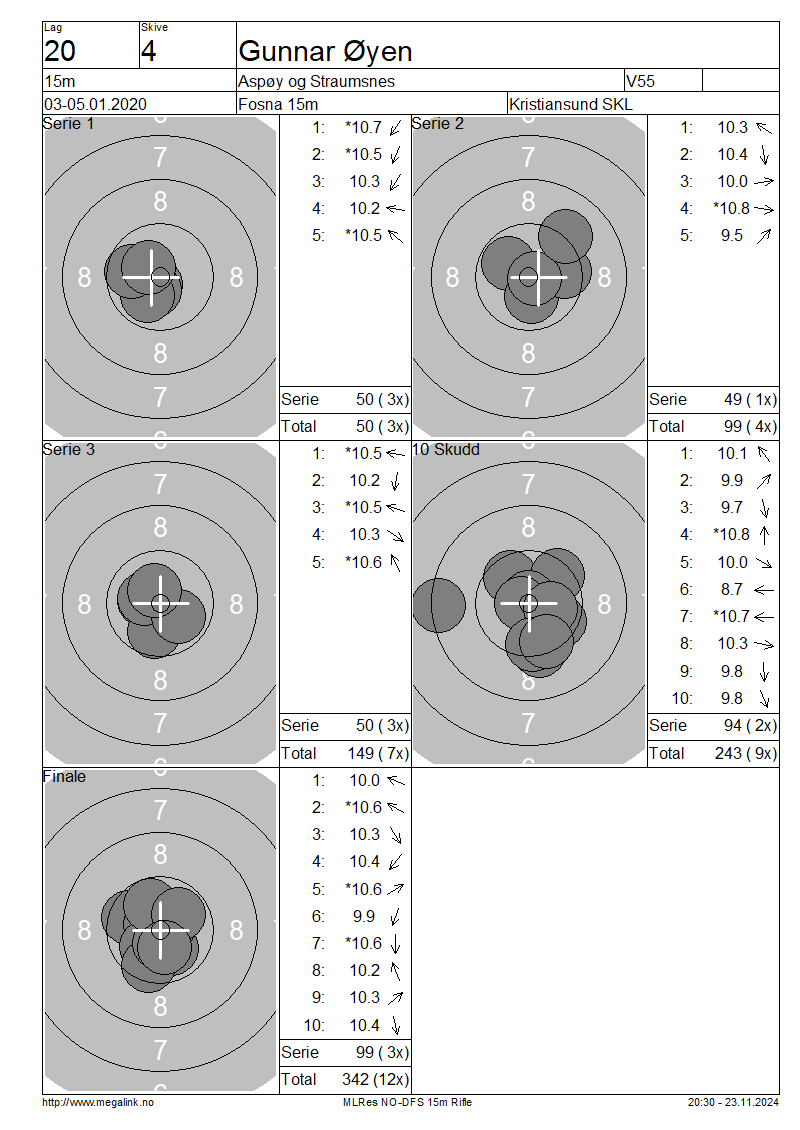 Lag
Skive
20
4
Gunnar Øyen
15m
Aspøy og Straumsnes
V55
03-05.01.2020
Fosna 15m
Kristiansund SKL
Serie 1
7
8
8
8
8
7
1: *10.7
2: *10.5
3: 10.3
4: 10.2
5: *10.5
Serie 50 ( 3x)
Total 50 ( 3x)
Serie 2
7
8
8
8
8
7
1: 10.3
2: 10.4
3: 10.0
4: *10.8
5: 9.5
Serie 49 ( 1x)
Total 99 ( 4x)
Serie 3
7
8
8
8
8
7
1: *10.5
2: 10.2
3: *10.5
4: 10.3
5: *10.6
Serie 50 ( 3x)
Total 149 ( 7x)
10 Skudd
7
8
8
8
7
1: 10.1
2: 9.9
3: 9.7
4: *10.8
5: 10.0
6: 8.7
7: *10.7
8: 10.3
9: 9.8
10: 9.8
Serie 94 ( 2x)
Total 243 ( 9x)
Finale
7
8
8
8
8
7
1: 10.0
2: *10.6
3: 10.3
4: 10.4
5: *10.6
6: 9.9
7: *10.6
8: 10.2
9: 10.3
10: 10.4
Serie 99 ( 3x)
Total 342 (12x)
http://www.megalink.no
MLRes NO-DFS 15m Rifle
20:30 - 23.11.2024